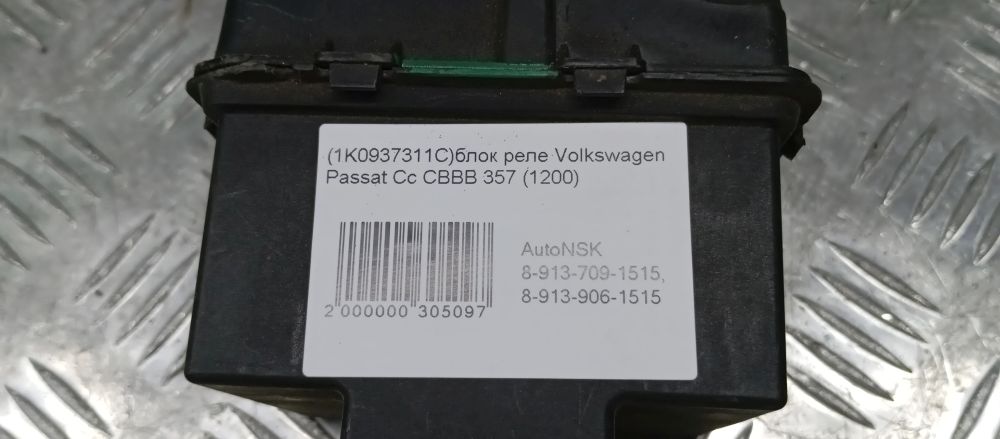 (1K0937311C)блок реле Volkswagen
Passat Cc CBBB 357 (1200)
AutoNSK
8-913-709-1515,
8-913-906-1515
2 000000 305097